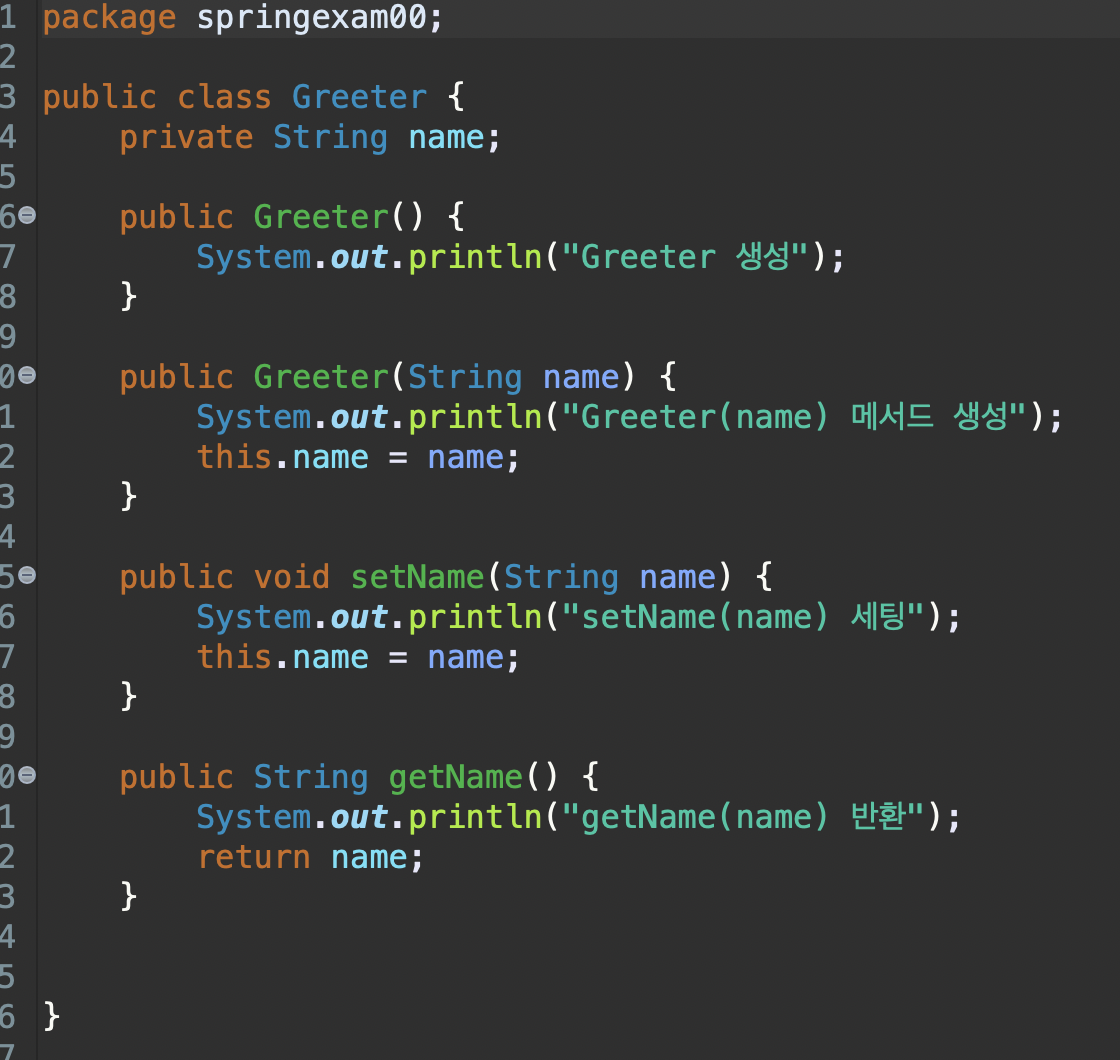 1 package springexam00;
2
3 public class Greeter {
4     private String name;
5
6     public Greeter() {
7         System.out.println("Greeter 생성");
8     }
9
0     public Greeter(String name) {
1         System.out.println("Greeter(name) 메서드 생성");
2         this.name = name;
3     }
4
5     public void setName(String name) {
6         System.out.println("setName(name) 세팅");
7         this.name = name;
8     }
9
0     public String getName() {
1         System.out.println("getName(name) 반환");
2         return name;
3     }
4
5
6 }
7